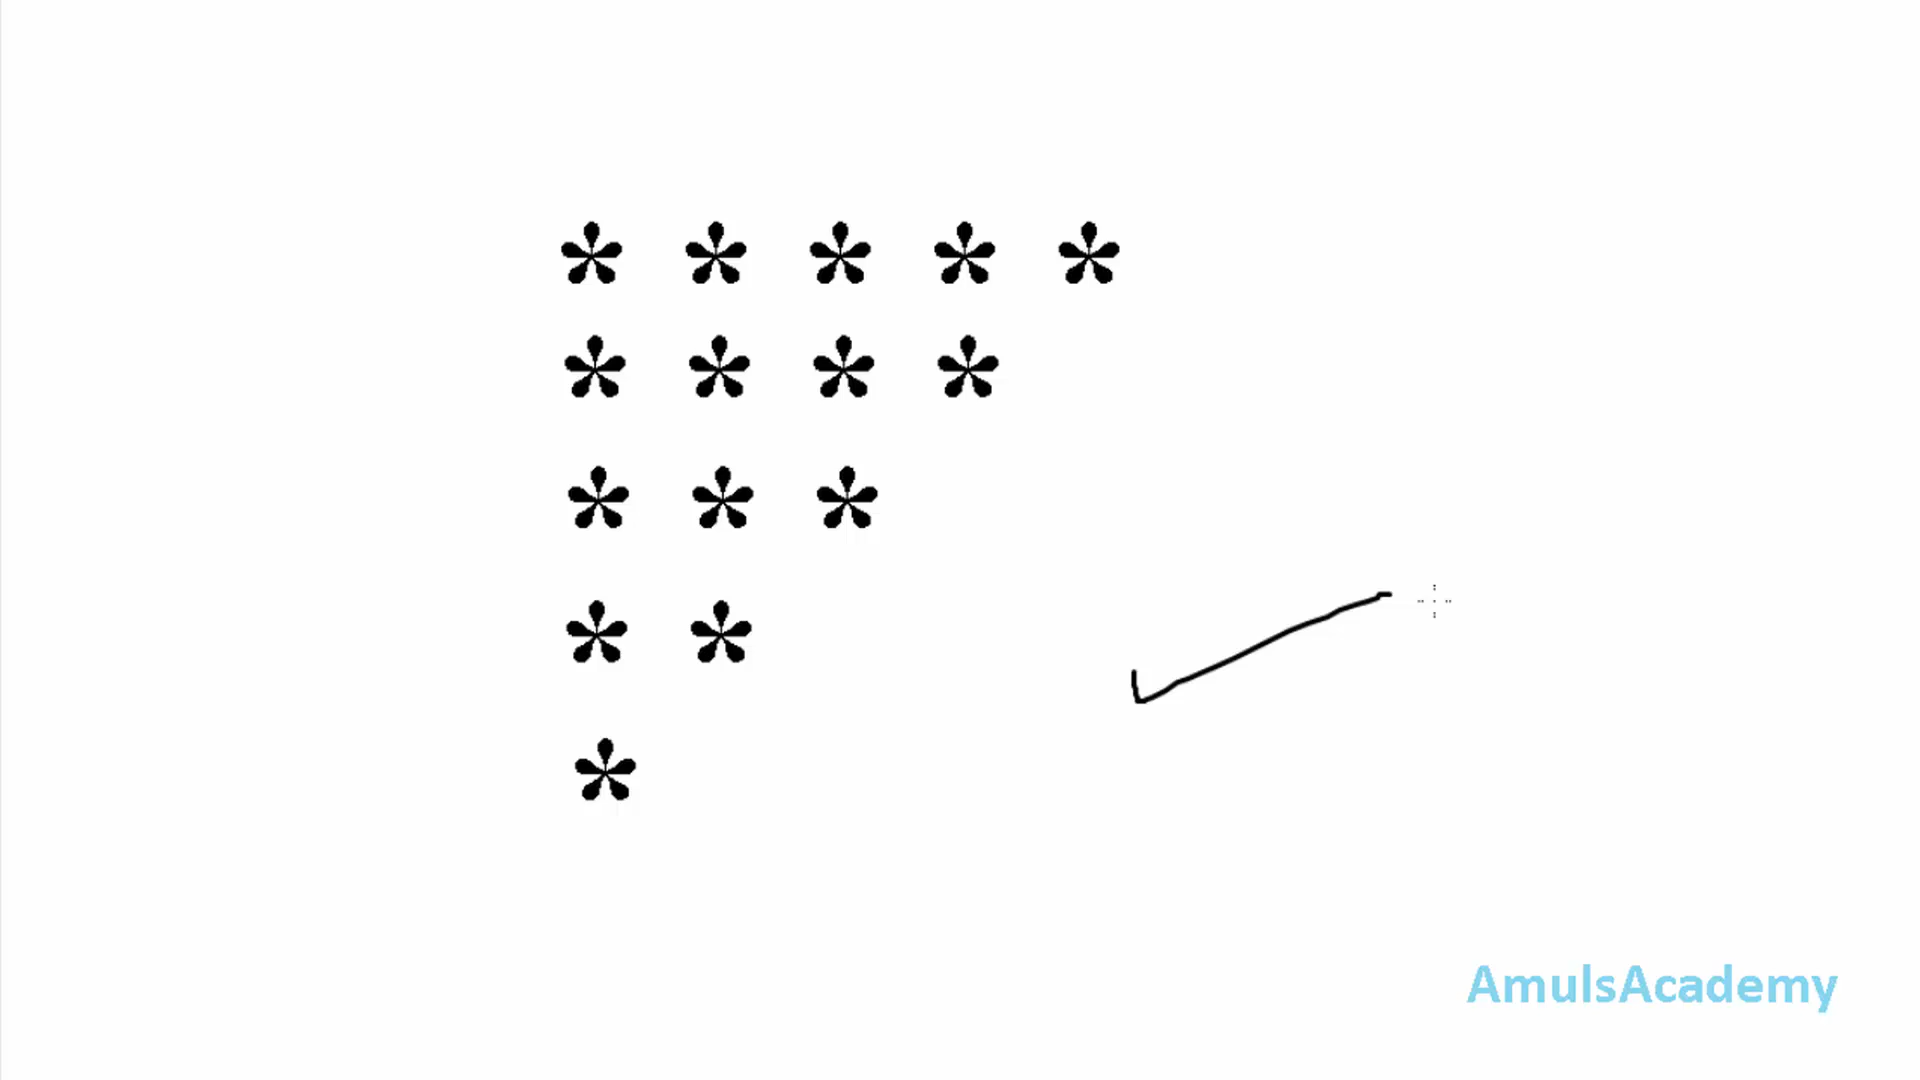 * * * * *
* * * *
* * *
* *
*
AmulsAcademy